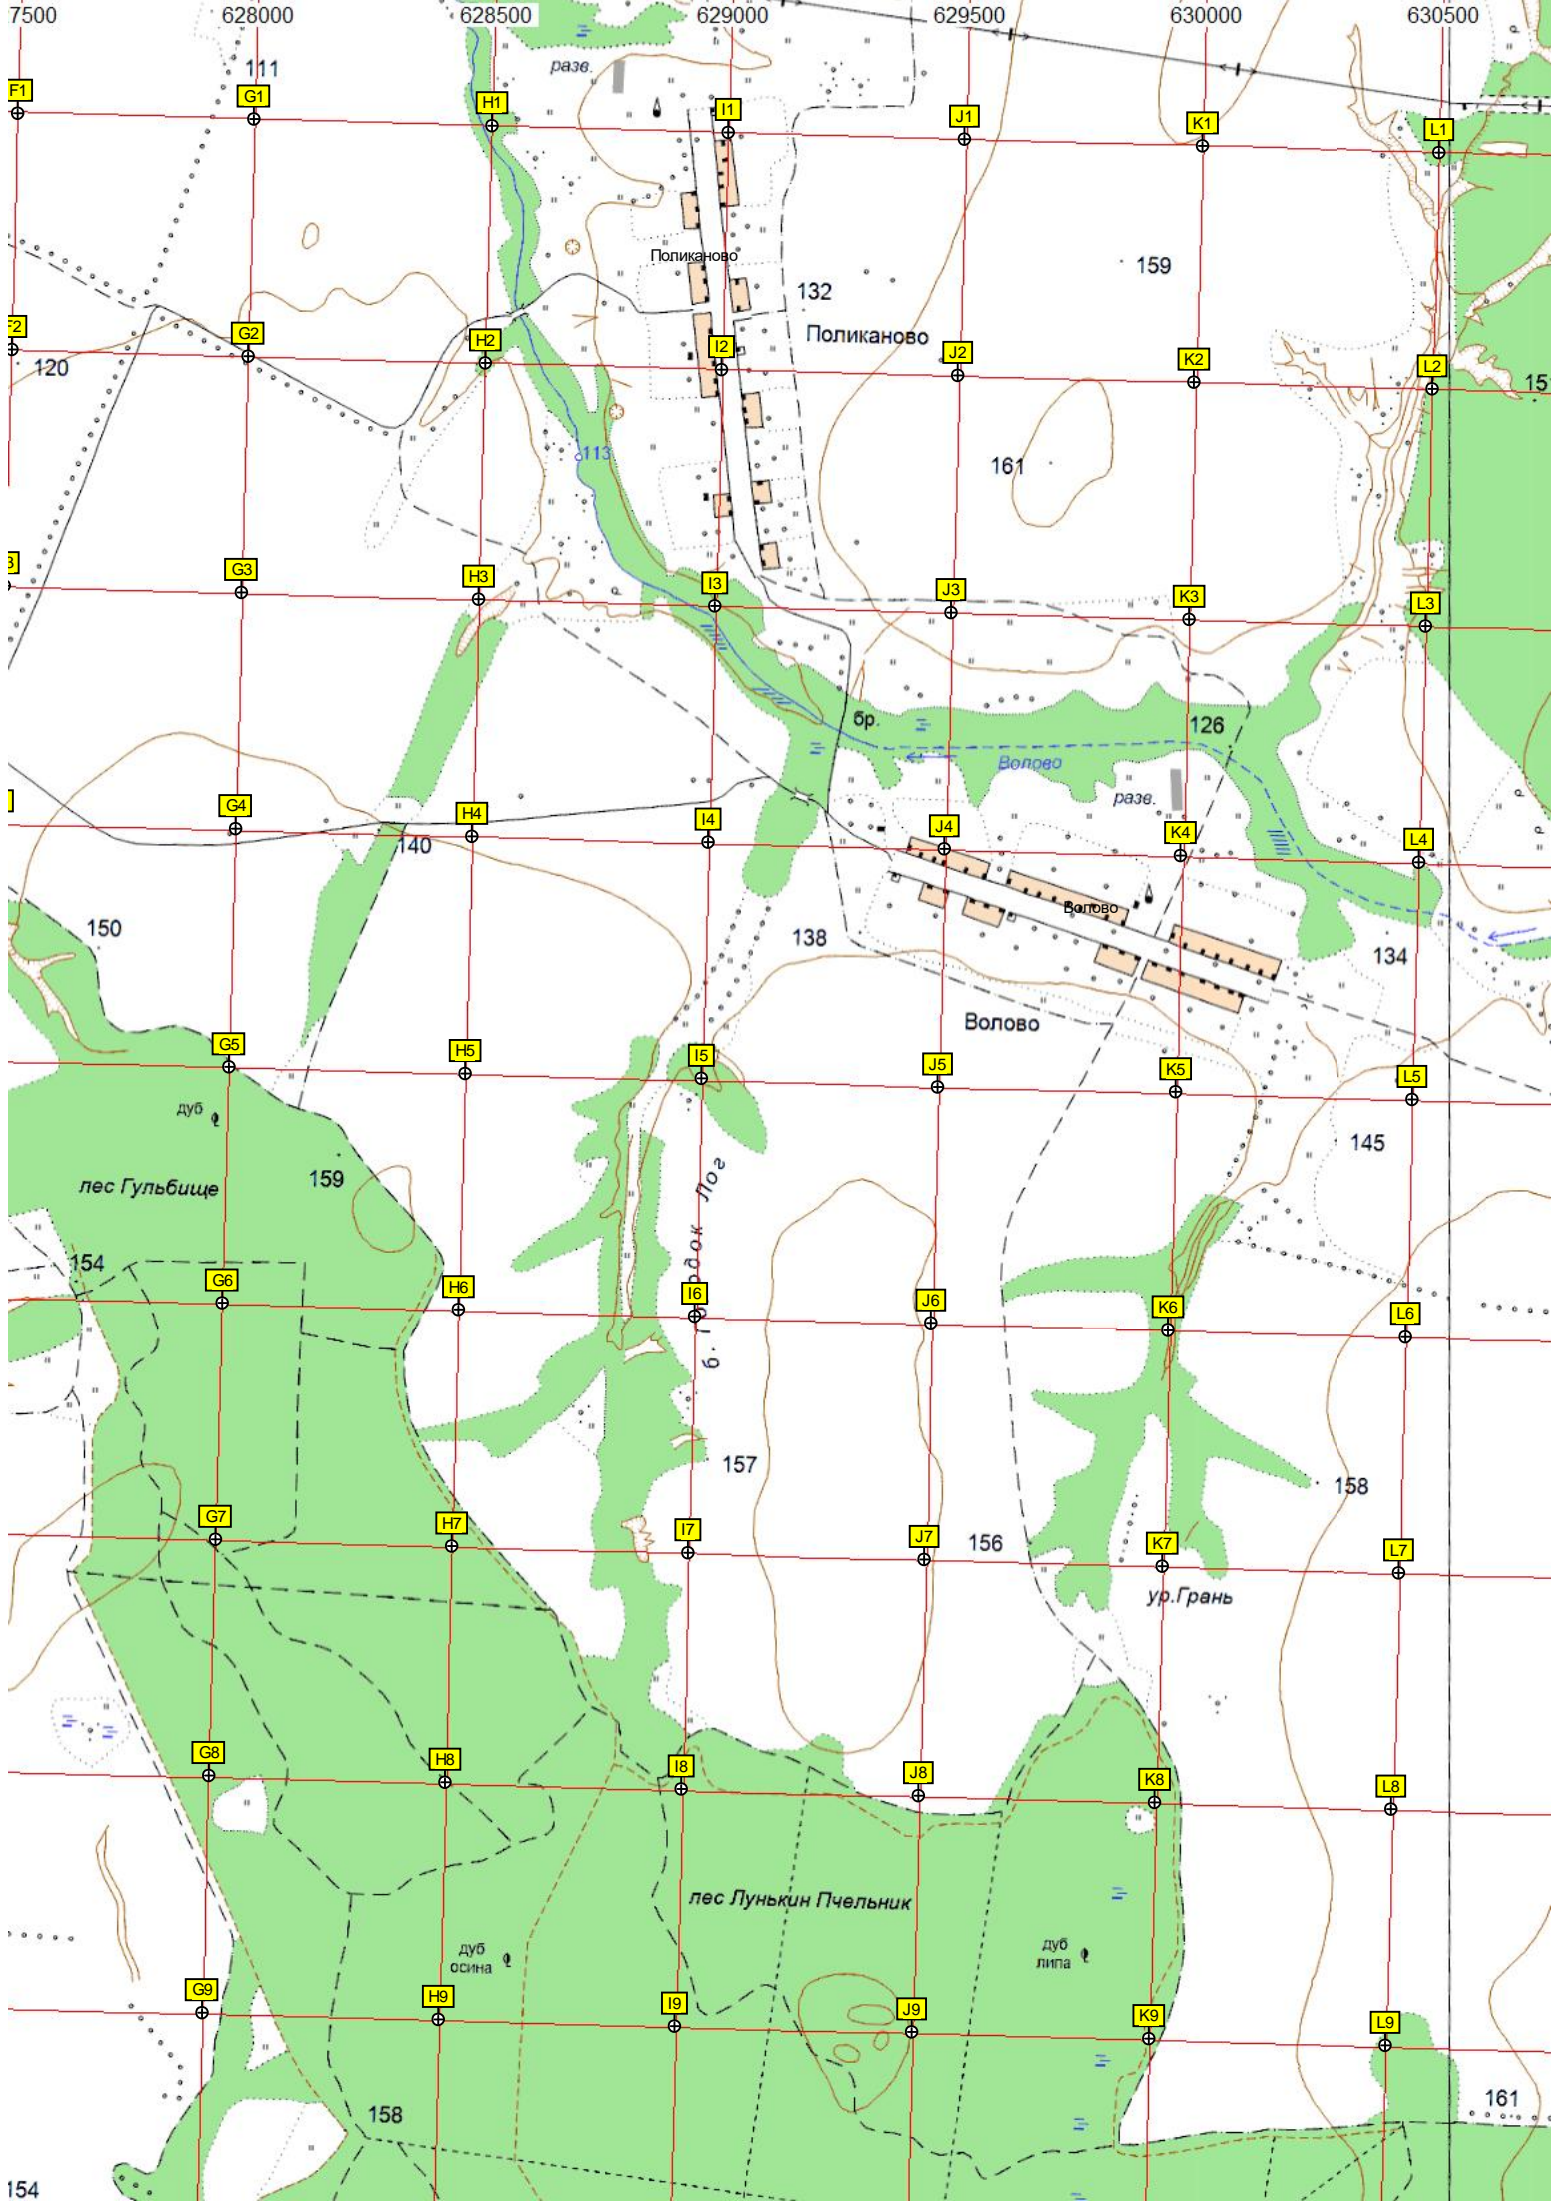 7500 628000 628500 629000 629500 630000 630500
111
разв.
F1 G1 H1 I1 J1 K1 L1
Поликаново
159
132
Поликаново
F2 G2 H2 I2 J2 K2 L2
120
15
113
161
3 G3 H3 I3 J3 K3 L3
бр.
126
Волово
разв.
G4 H4 I4 J4 K4 L4
140
Волово
150
138
134
Волово
G5 H5 I5 J5 K5 L5
дуб
145
159
лес Гульбище
б. Городок Лог
154
G6 H6 I6 J6 K6 L6
157
158
G7 H7 I7 J7 K7 L7
156
ур.Грань
G8 H8 I8 J8 K8 L8
лес Лунькин Пчельник
дуб
осина
дуб
липа
G9 H9 I9 J9 K9 L9
161
158
154